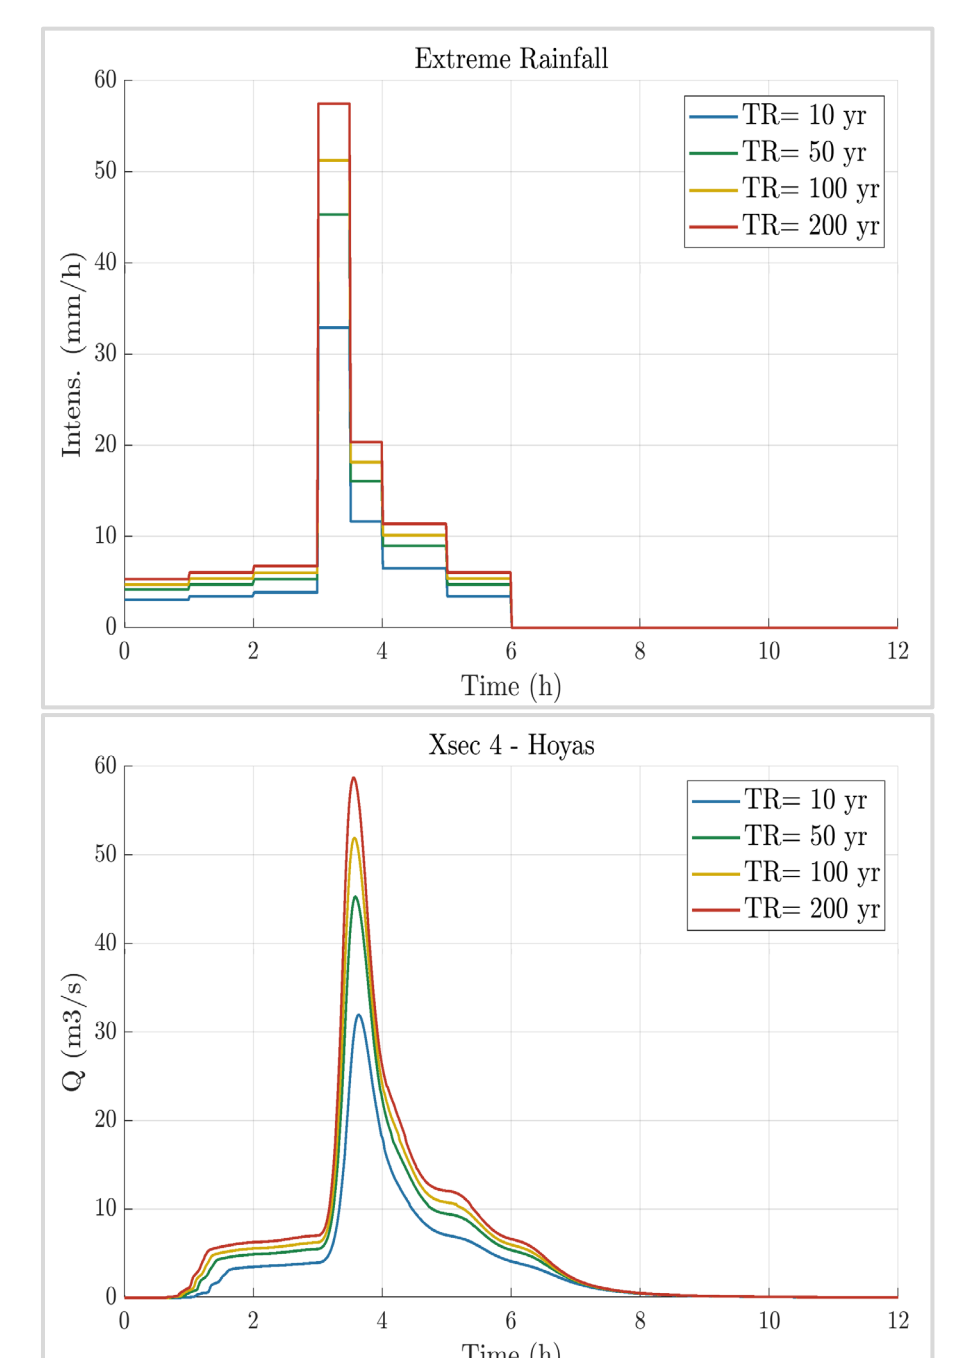 Extreme Rainfall
60
50
40
30
20
10
0
Intens. (mm/h)
TR= 10 yr
TR= 50 yr
TR= 100 yr
TR= 200 yr
0 2 4 6 8 10 12
Time (h)
Xsec 4 - Hoyas
60
50
40
30
20
10
0
Q (m3/s)
TR= 10 yr
TR= 50 yr
TR= 100 yr
TR= 200 yr
0 2 4 6 8 10 12
Time (h)